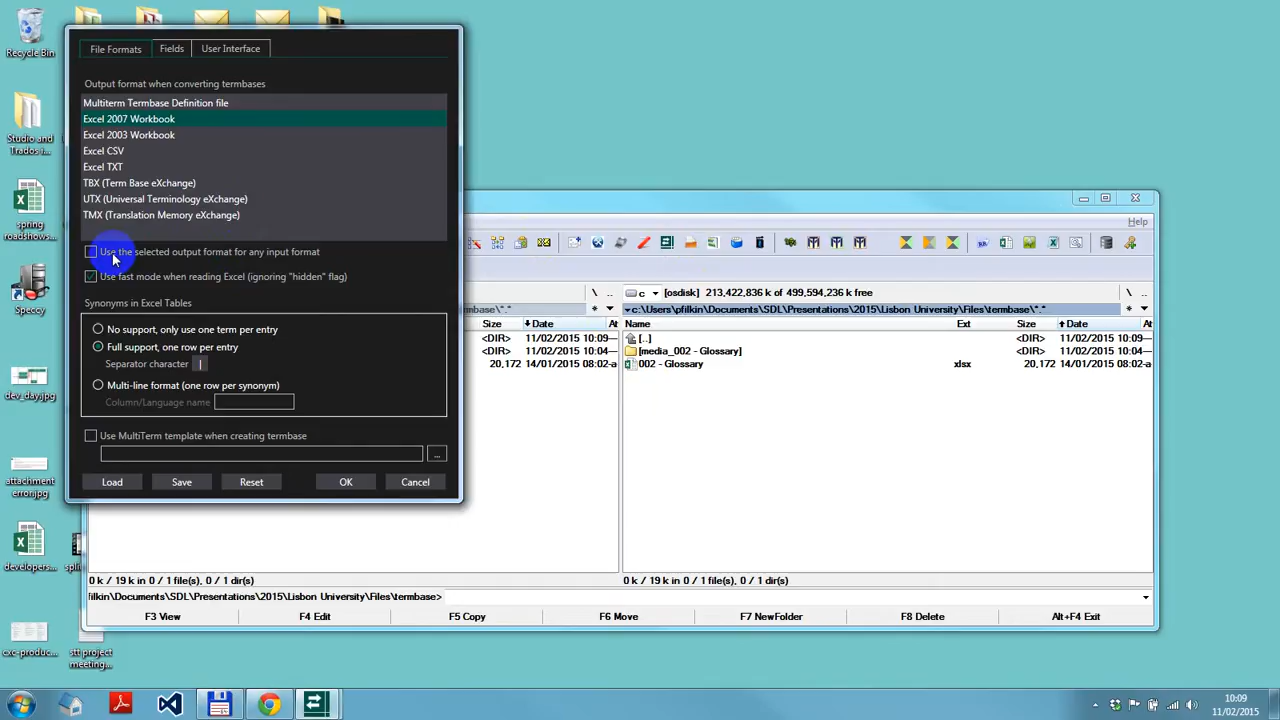 Recycle Bin
Studio and
Trados i...
spring
roadshows...
Speccy
dev_day.jpg
attachment
error.jpg
developers...
cxc-produc...
stt project
meeting...
File Formats
Fields
User Interface
Output format when converting termbases
Multiterm Termbase Definition file
Excel 2007 Workbook
Excel 2003 Workbook
Excel CSV
Excel TXT
TBX (Term Base eXchange)
UTX (Universal Terminology eXchange)
TMX (Translation Memory eXchange)
Use the selected output format for any input format
Use fast mode when reading Excel (ignoring "hidden" flag)
Synonyms in Excel Tables
No support, only use one term per entry
Full support, one row per entry
Separator character |
Multi-line format (one row per synonym)
Column/Language name
Use MultiTerm template when creating termbase
...
Load Save Reset OK Cancel
Help
c [osdisk] 213,422,836 k of 499,594,236 k free \ ..
termbase\*.* * c:\Users\pfilkin\Documents\SDL\Presentations\2015\Lisbon University\Files\termbase\*.* *
Size Date At Name Ext Size Date At
<DIR> 11/02/2015 10:09— [..] <DIR> 11/02/2015 10:09—
<DIR> 11/02/2015 10:04— [media_002 - Glossary] <DIR> 11/02/2015 10:04—
20,172 14/01/2015 08:02-a 002 - Glossary xlsx 20,172 14/01/2015 08:02-a
0 k / 19 k in 0 / 1 file(s), 0 / 1 dir(s) 0 k / 19 k in 0 / 1 file(s), 0 / 1 dir(s)
filkin\Documents\SDL\Presentations\2015\Lisbon University\Files\termbase>
F3 View F4 Edit F5 Copy F6 Move F7 NewFolder F8 Delete Alt+F4 Exit
10:09
11/02/2015